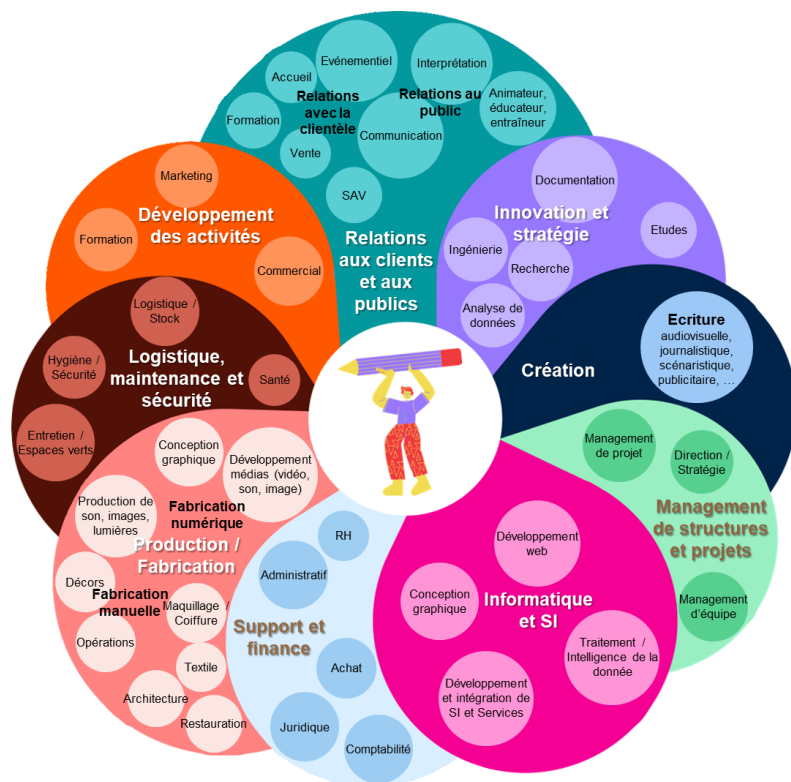 Evénementiel
Interprétation
Accueil
Relations
avec la
clientèle
Relations au
public
Animateur,
éducateur,
entraîneur
Formation
Communication
Vente
SAV
Relations
aux clients
et aux
publics
Marketing
Développement
des activités
Formation
Commercial
Documentation
Innovation et
stratégie
Etudes
Ingénierie
Recherche
Analyse de
données
Logistique /
Stock
Logistique,
maintenance et
sécurité
Hygiène /
Sécurité
Santé
Entretien /
Espaces verts
Ecriture
audiovisuelle,
journalistique,
scénaristique,
publicitaire, …
Création
Management
de projet
Direction /
Stratégie
Management
de structures
et projets
Management
d'équipe
Conception
graphique
Développement
médias (vidéo,
son, image)
Production de
son, images,
lumières
Fabrication
numérique
Production /
Fabrication
Décors
Fabrication
manuelle
Maquillage /
Coiffure
Opérations
Textile
Architecture
Restauration
RH
Administratif
Support et
finance
Achat
Juridique
Comptabilité
Développement
web
Conception
graphique
Informatique
et SI
Traitement /
Intelligence de la
donnée
Développement
et intégration de
SI et Services